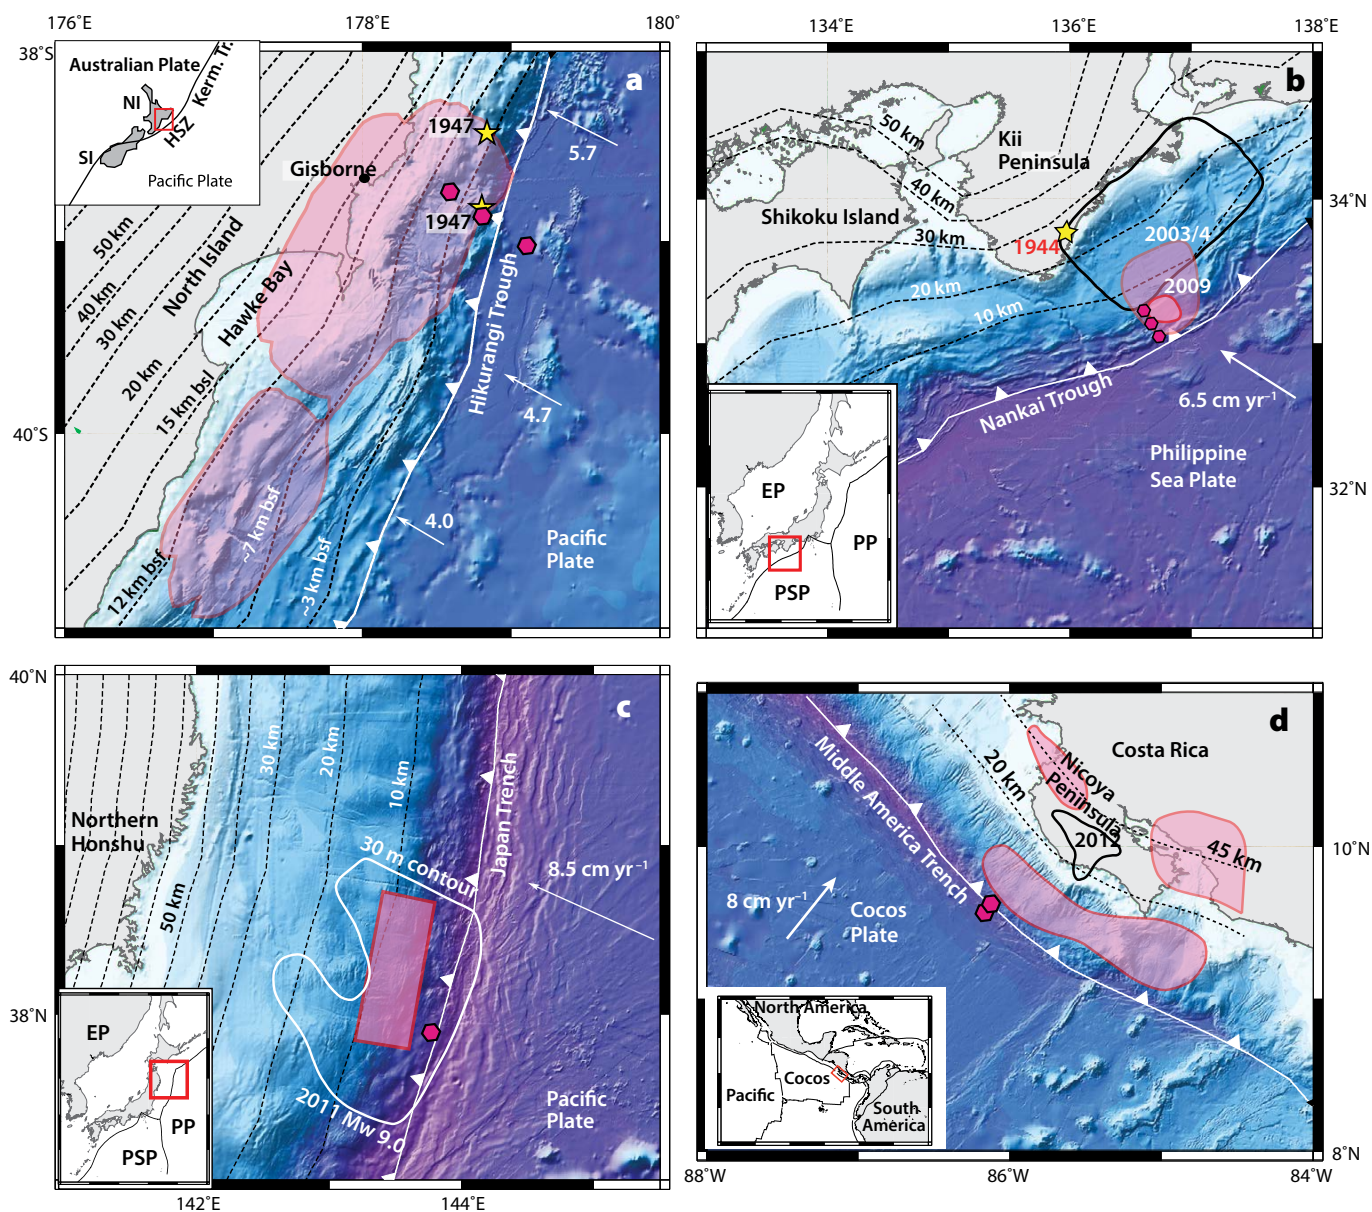 176°E
178°E
180°
38°S
40°S
a
Australian Plate
NI
SI
HSZ
Kerm. Tr.
Pacific Plate
1947
1947
Gisborne
5.7
50 km
40 km
30 km
20 km
15 km bsl
12 km bsf
~7 km bsf
~3 km bsf
North Island
Hawke Bay
Hikurangi Trough
4.7
4.0
Pacific
Plate
134°E
136°E
138°E
34°N
32°N
b
50 km
40 km
30 km
20 km
10 km
Kii
Peninsula
Shikoku Island
1944
2003/4
2009
Nankai Trough
6.5 cm yr⁻¹
Philippine
Sea Plate
EP
PP
PSP
40°N
38°N
142°E
144°E
c
Northern
Honshu
50 km
30 km
20 km
10 km
30 m contour
Japan Trench
8.5 cm yr⁻¹
2011 Mw 9.0
Pacific
Plate
EP
PP
PSP
88°W
86°W
84°W
10°N
8°N
d
Costa Rica
Nicoya
Peninsula
20 km
45 km
2012
Middle America Trench
8 cm yr⁻¹
Cocos
Plate
North America
Pacific
Cocos
South
America